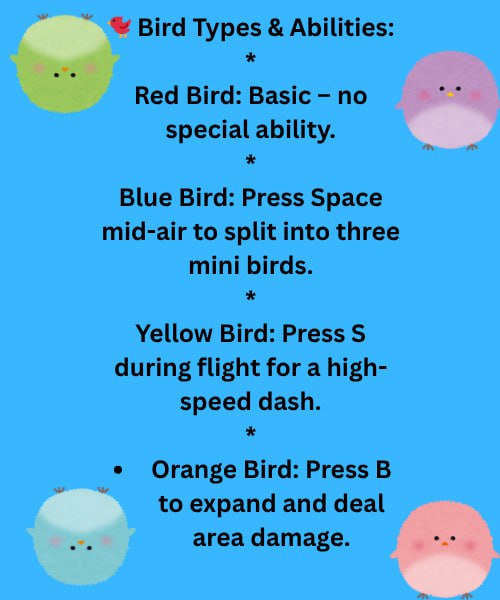 🐦 Bird Types & Abilities:
*
Red Bird: Basic – no
special ability.
*
Blue Bird: Press Space
mid-air to split into three
mini birds.
*
Yellow Bird: Press S
during flight for a high-
speed dash.
*
• Orange Bird: Press B
to expand and deal
area damage.